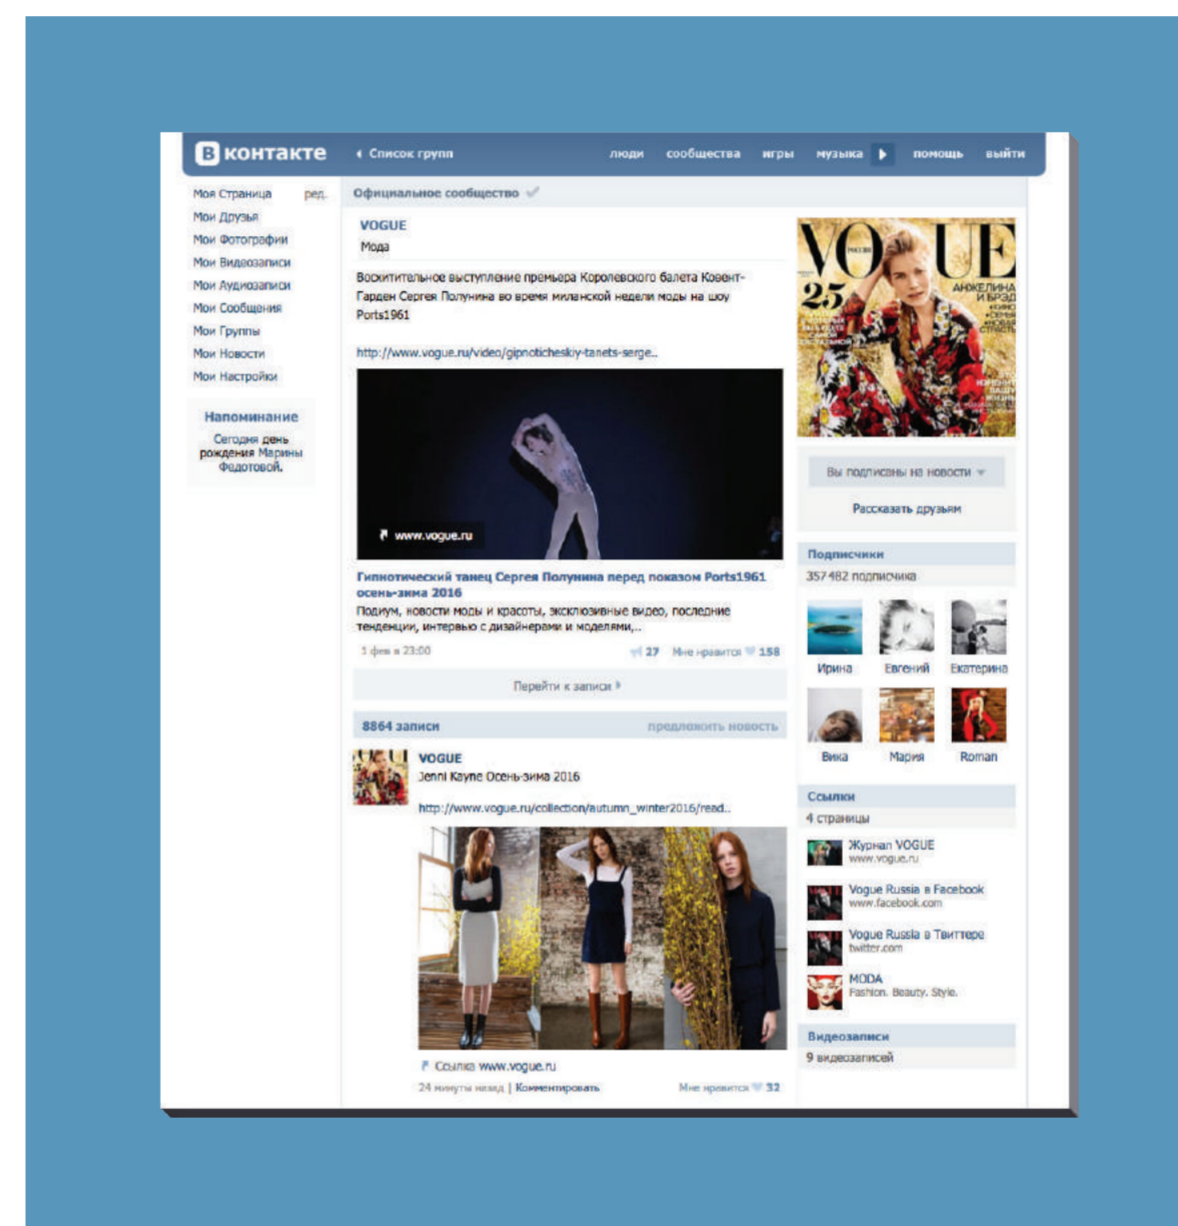 В контакте
Список групп
люди сообщества игры музыка помощь выйти
Моя Страница ред.
Мои Друзья
Мои Фотографии
Мои Видеозаписи
Мои Аудиозаписи
Мои Сообщения
Мои Группы
Мои Новости
Мои Настройки
Напоминание
Сегодня день
рождения Марины
Федотовой.
Официальное сообщество
VOGUE
Мода
Восхитительное выступление премьера Королевского балета Ковент-
Гарден Сергея Полунина во время миланской недели моды на шоу
Ports1961
http://www.vogue.ru/video/gipnoticheskiy-tanets-serge..
www.vogue.ru
Гипнотический танец Сергея Полунина перед показом Ports1961
осень-зима 2016
Подиум, новости моды и красоты, эксклюзивные видео, последние
тенденции, интервью с дизайнерами и моделями,..
1 фев в 23:00 27 Мне нравится 158
Перейти к записи
8864 записи предложить новость
VOGUE
Jenni Kayne Осень-зима 2016
http://www.vogue.ru/collection/autumn_winter2016/read..
Ссылка www.vogue.ru
24 минуты назад | Комментировать Мне нравится 32
VOGUE
РОССИЯ
25
АНЖЕЛИНА
И БРЭД
Вы подписаны на новости
Рассказать друзьям
Подписчики
357 482 подписчика
Ирина Евгений Екатерина
Вика Мария Roman
Ссылки
4 страницы
Журнал VOGUE
www.vogue.ru
Vogue Russia в Facebook
www.facebook.com
Vogue Russia в Твиттере
twitter.com
MODA
Fashion. Beauty. Style.
Видеозаписи
9 видеозаписей